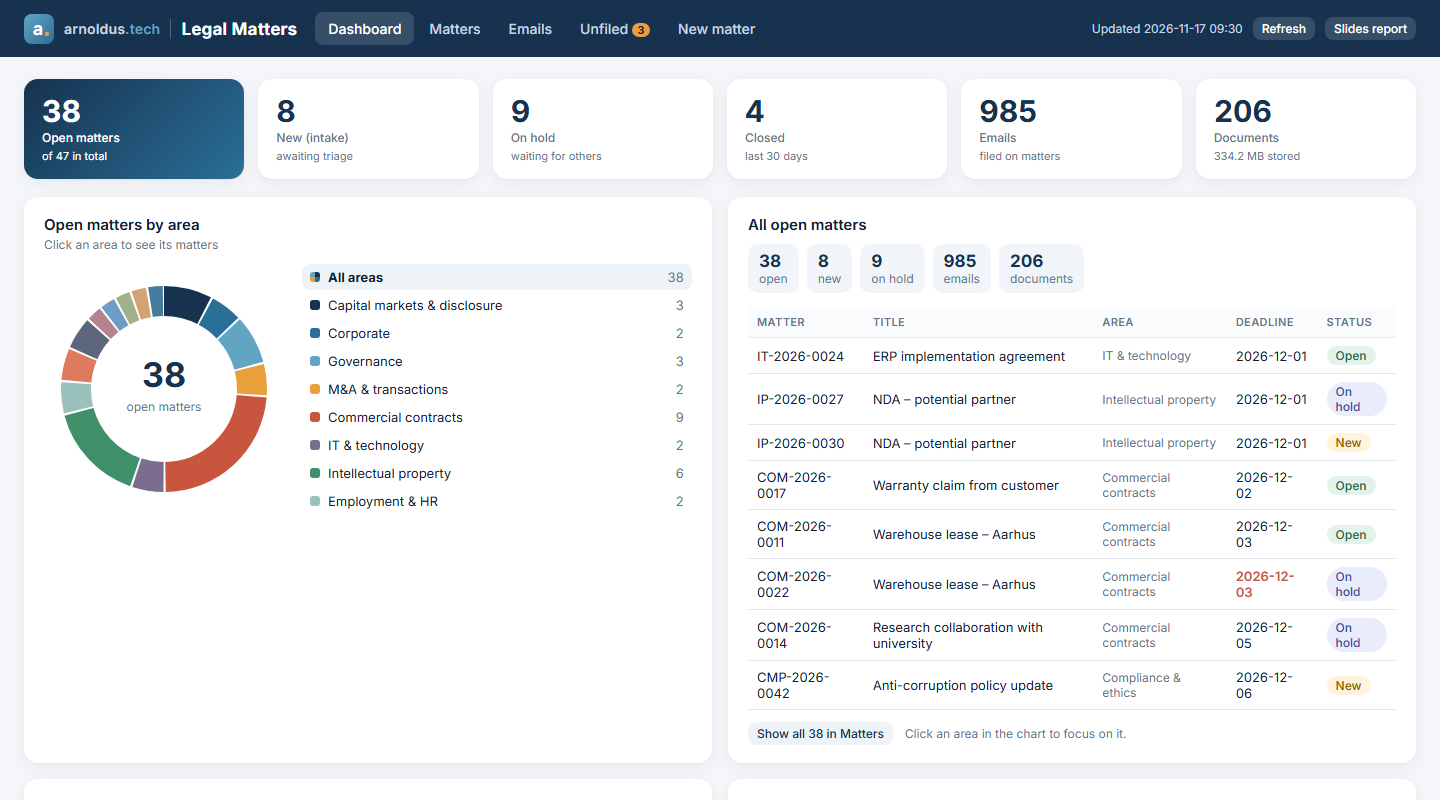 a. arnoldus.tech Legal Matters Dashboard Matters Emails Unfiled 3 New matter Updated 2026-11-17 09:30 Refresh Slides report
38
Open matters
of 47 in total
8
New (intake)
awaiting triage
9
On hold
waiting for others
4
Closed
last 30 days
985
Emails
filed on matters
206
Documents
334.2 MB stored
Open matters by area
Click an area to see its matters
38
open matters
All areas 38
Capital markets & disclosure 3
Corporate 2
Governance 3
M&A & transactions 2
Commercial contracts 9
IT & technology 2
Intellectual property 6
Employment & HR 2
All open matters
38 open
8 new
9 on hold
985 emails
206 documents
MATTER TITLE AREA DEADLINE STATUS
IT-2026-0024 ERP implementation agreement IT & technology 2026-12-01 Open
IP-2026-0027 NDA – potential partner Intellectual property 2026-12-01 On hold
IP-2026-0030 NDA – potential partner Intellectual property 2026-12-01 New
COM-2026-0017 Warranty claim from customer Commercial contracts 2026-12-02 Open
COM-2026-0011 Warehouse lease – Aarhus Commercial contracts 2026-12-03 Open
COM-2026-0022 Warehouse lease – Aarhus Commercial contracts 2026-12-03 On hold
COM-2026-0014 Research collaboration with university Commercial contracts 2026-12-05 On hold
CMP-2026-0042 Anti-corruption policy update Compliance & ethics 2026-12-06 New
Show all 38 in Matters Click an area in the chart to focus on it.